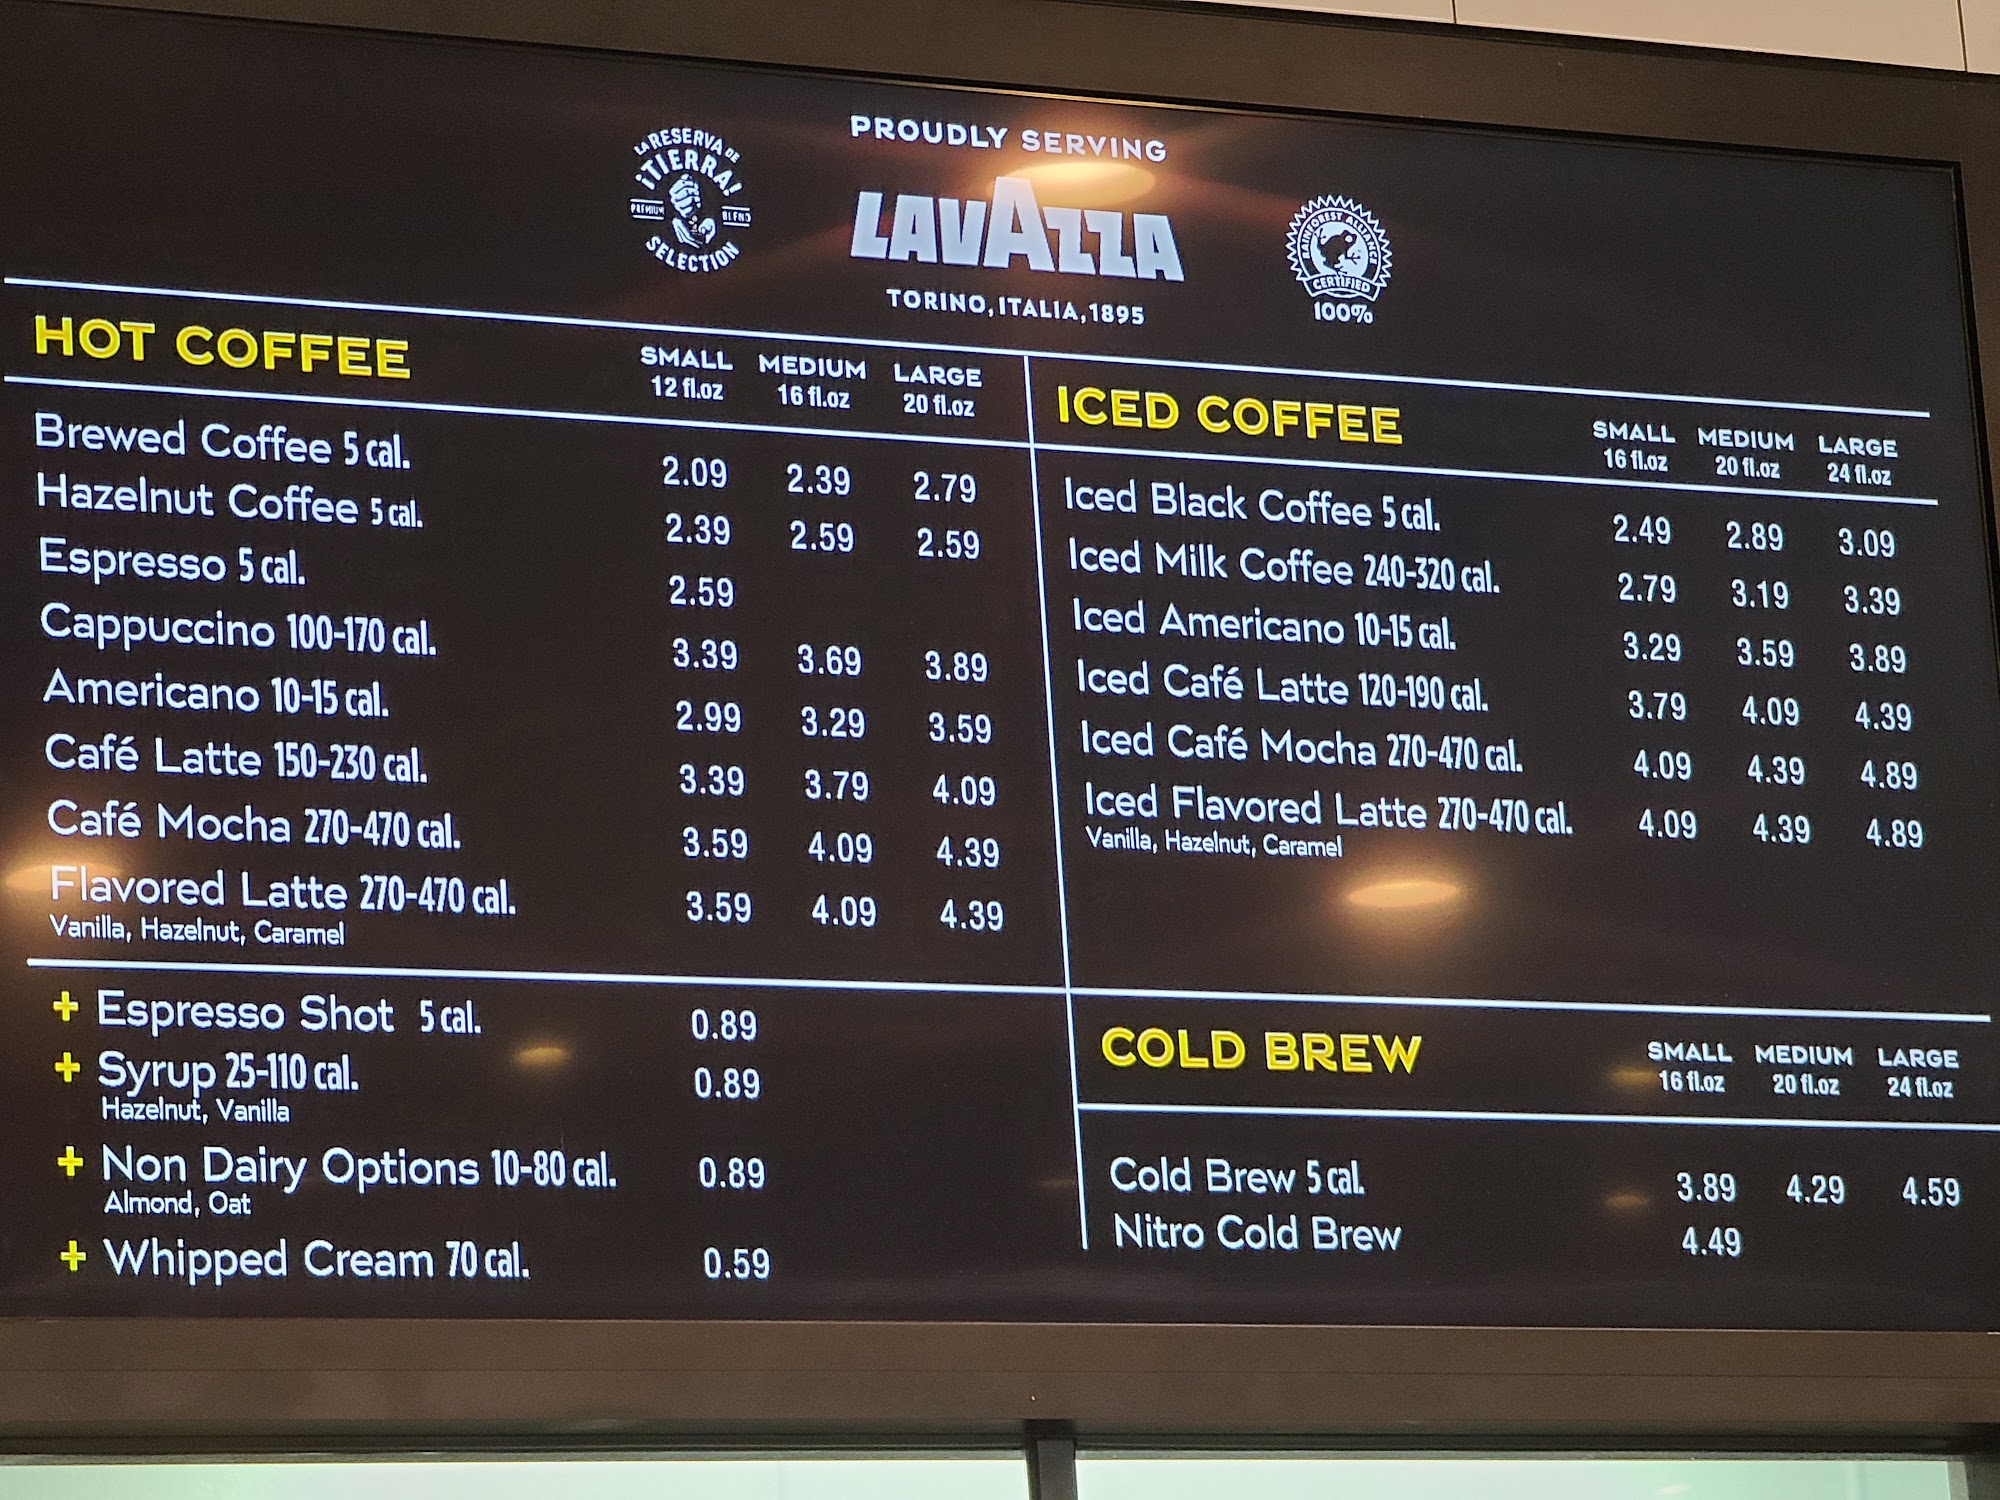 LA RESERVA DE
¡TIERRA!
PREMIUM BLEND
SELECTION
PROUDLY SERVING
LAVAZZA
TORINO, ITALIA, 1895
RAINFOREST ALLIANCE
CERTIFIED
100%
HOT COFFEE SMALL MEDIUM LARGE
12 fl.oz 16 fl.oz 20 fl.oz
Brewed Coffee 5 cal. 2.09 2.39 2.79
Hazelnut Coffee 5 cal. 2.39 2.59 2.59
Espresso 5 cal. 2.59
Cappuccino 100-170 cal. 3.39 3.69 3.89
Americano 10-15 cal. 2.99 3.29 3.59
Café Latte 150-230 cal. 3.39 3.79 4.09
Café Mocha 270-470 cal. 3.59 4.09 4.39
Flavored Latte 270-470 cal. 3.59 4.09 4.39
Vanilla, Hazelnut, Caramel
+ Espresso Shot 5 cal. 0.89
+ Syrup 25-110 cal. 0.89
Hazelnut, Vanilla
+ Non Dairy Options 10-80 cal. 0.89
Almond, Oat
+ Whipped Cream 70 cal. 0.59
ICED COFFEE SMALL MEDIUM LARGE
16 fl.oz 20 fl.oz 24 fl.oz
Iced Black Coffee 5 cal. 2.49 2.89 3.09
Iced Milk Coffee 240-320 cal. 2.79 3.19 3.39
Iced Americano 10-15 cal. 3.29 3.59 3.89
Iced Café Latte 120-190 cal. 3.79 4.09 4.39
Iced Café Mocha 270-470 cal. 4.09 4.39 4.89
Iced Flavored Latte 270-470 cal. 4.09 4.39 4.89
Vanilla, Hazelnut, Caramel
COLD BREW SMALL MEDIUM LARGE
16 fl.oz 20 fl.oz 24 fl.oz
Cold Brew 5 cal. 3.89 4.29 4.59
Nitro Cold Brew 4.49